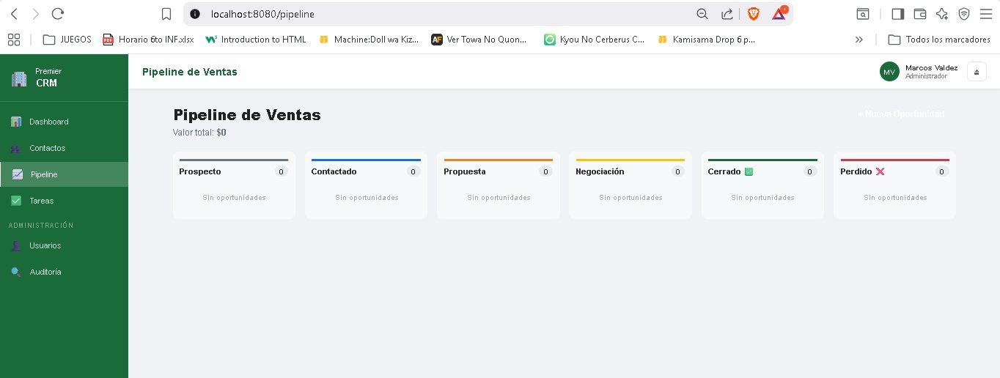 localhost:8080/pipeline
JUEGOS
Horario 6to INF.xlsx
Introduction to HTML
Machine:Doll wa Kiz...
Ver Towa No Quon...
Kyou No Cerberus C...
Kamisama Drop 6 p...
Todos los marcadores
Premier
CRM
Pipeline de Ventas
MV
Marcos Valdez
Administrador
Dashboard
Contactos
Pipeline
Tareas
ADMINISTRACIÓN
Usuarios
Auditoría
Pipeline de Ventas
Valor total: $0
+ Nueva Oportunidad
Prospecto 0
Sin oportunidades
Contactado 0
Sin oportunidades
Propuesta 0
Sin oportunidades
Negociación 0
Sin oportunidades
Cerrado ✅ 0
Sin oportunidades
Perdido ❌ 0
Sin oportunidades